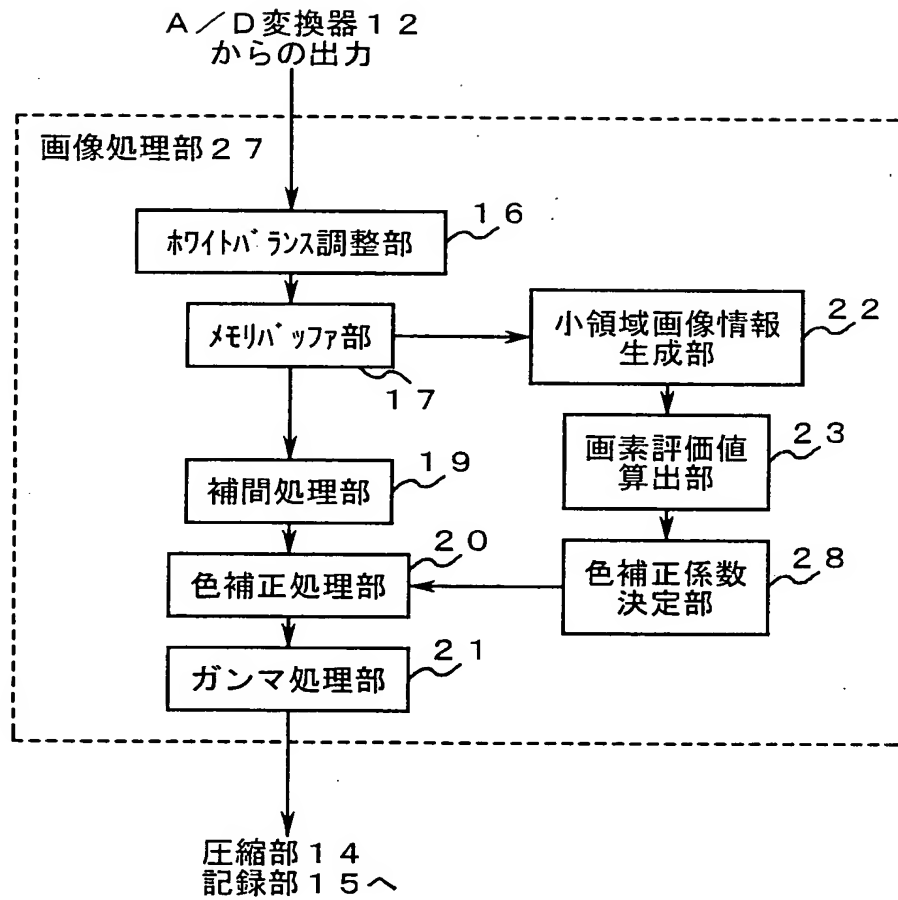 A／D変換器１２
からの出力
画像処理部２７
ﾎﾜｲﾄﾊﾞﾗﾝｽ調整部
１６
ﾒﾓﾘﾊﾞｯﾌｧ部
１７
小領域画像情報
生成部
２２
画素評価値
算出部
２３
補間処理部
１９
色補正処理部
２０
色補正係数
決定部
２８
ガンマ処理部
２１
圧縮部１４
記録部１５へ